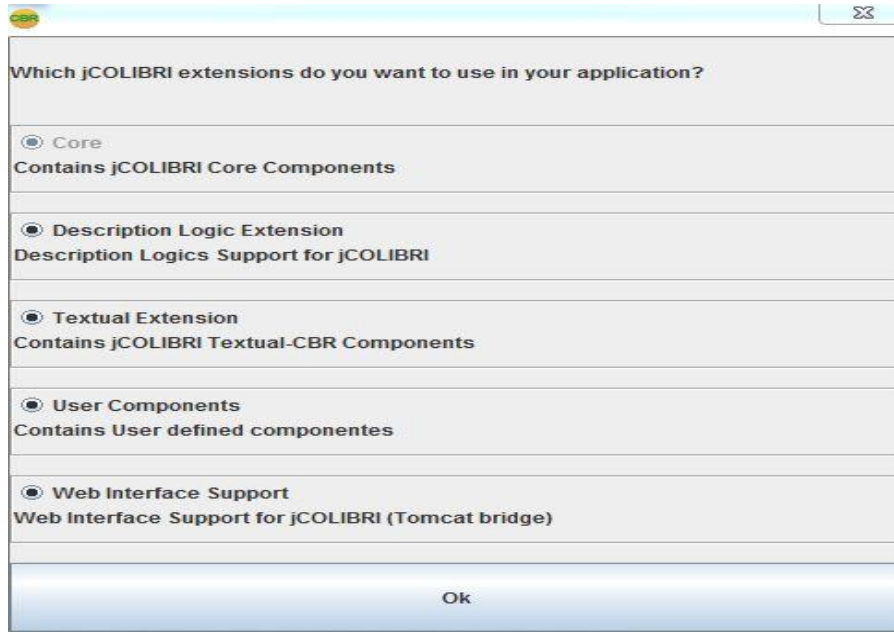 CBR
Which jCOLIBRI extensions do you want to use in your application?
Core
Contains jCOLIBRI Core Components
Description Logic Extension
Description Logics Support for jCOLIBRI
Textual Extension
Contains jCOLIBRI Textual-CBR Components
User Components
Contains User defined componentes
Web Interface Support
Web Interface Support for jCOLIBRI (Tomcat bridge)
Ok